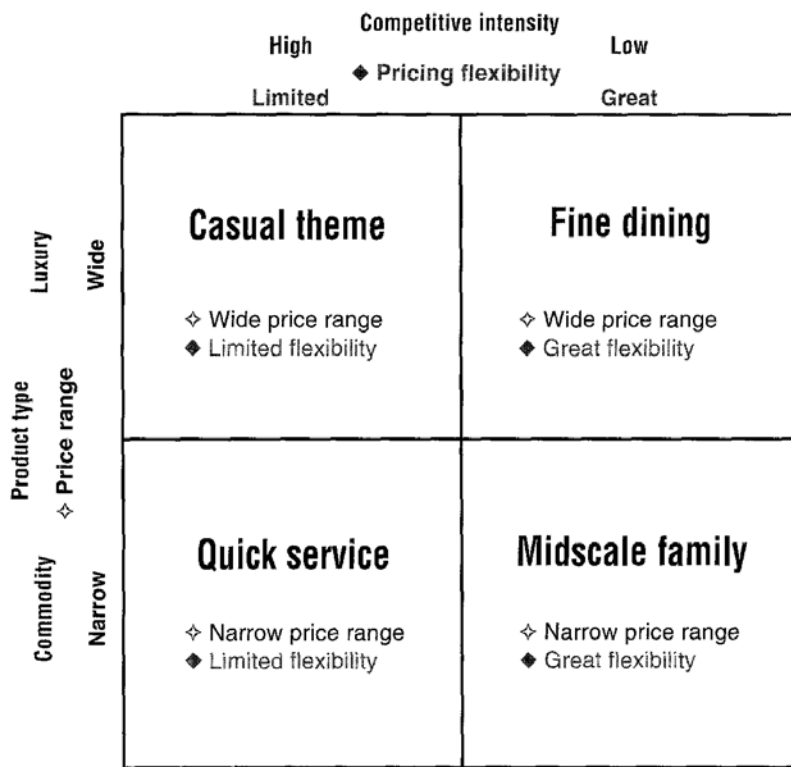 Competitive intensity
High Low
◆ Pricing flexibility
Limited Great
Casual theme
✧ Wide price range
◆ Limited flexibility
Fine dining
✧ Wide price range
◆ Great flexibility
Luxury
Wide
Product type
✧ Price range
Commodity
Narrow
Quick service
✧ Narrow price range
◆ Limited flexibility
Midscale family
✧ Narrow price range
◆ Great flexibility